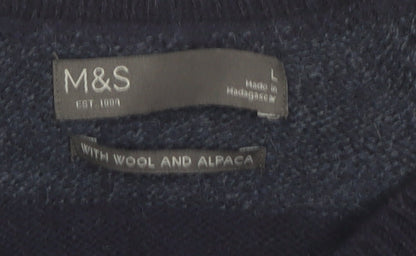 M&S
EST. 1884
L
Made in
Madagascar
WITH WOOL AND ALPACA